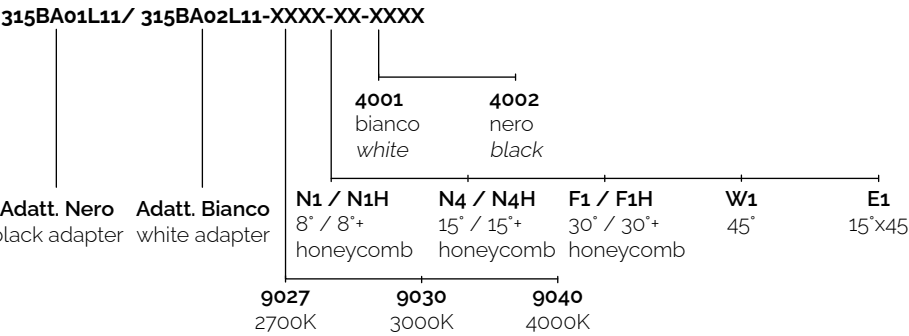 315BA01L11/ 315BA02L11-XXXX-XX-XXXX
4001 4002
bianco nero
white black
Adatt. Nero Adatt. Bianco
black adapter white adapter
N1 / N1H N4 / N4H F1 / F1H W1 E1
8° / 8°+ 15° / 15°+ 30° / 30°+ 45° 15°x45
honeycomb honeycomb honeycomb
9027 9030 9040
2700K 3000K 4000K